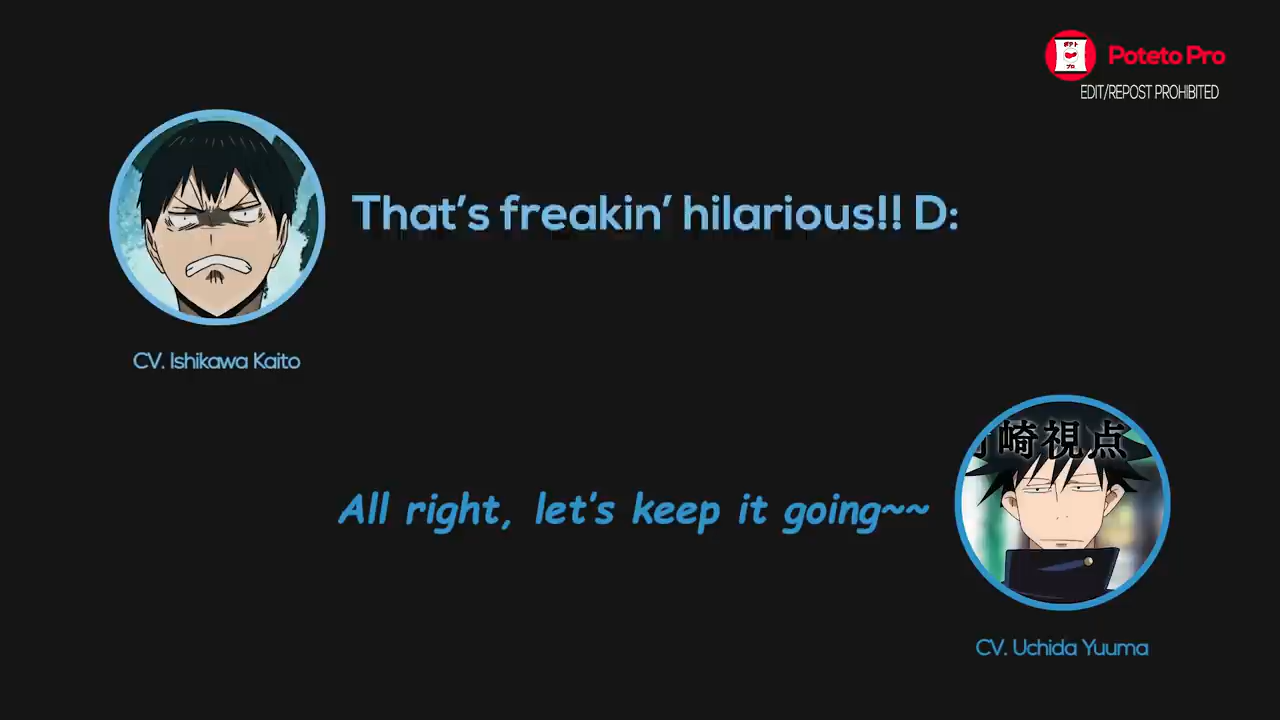 Poteto Pro
EDIT/REPOST PROHIBITED
That's freakin' hilarious!! D:
CV. Ishikawa Kaito
崎視点
All right, let's keep it going~~
CV. Uchida Yuuma